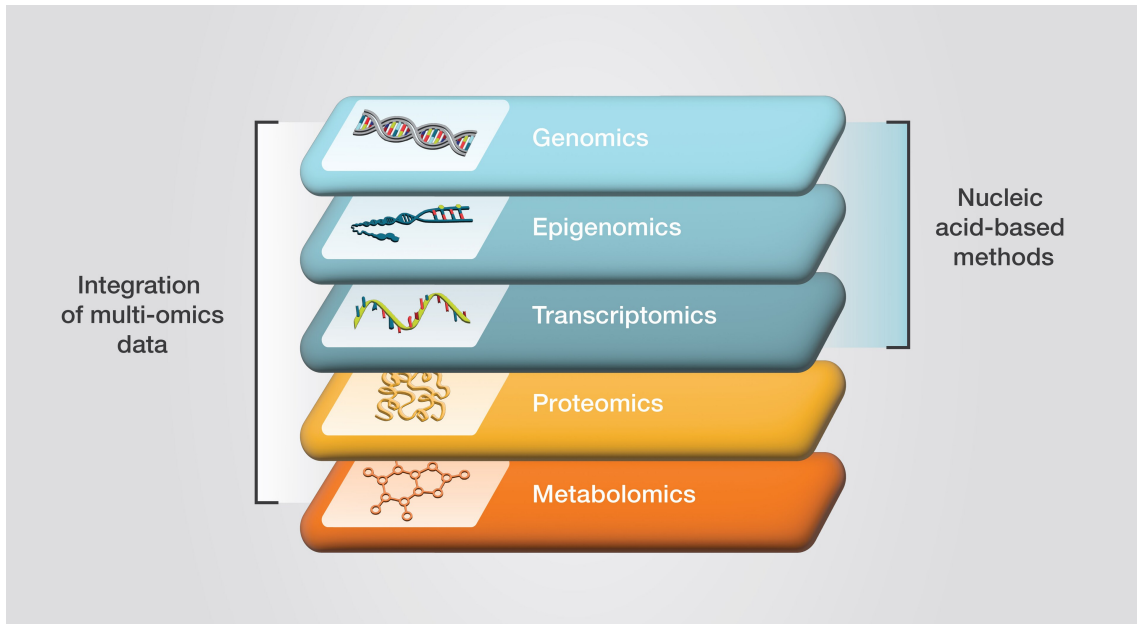 Genomics
Epigenomics
Transcriptomics
Proteomics
Metabolomics
Integration
of multi-omics
data
Nucleic
acid-based
methods